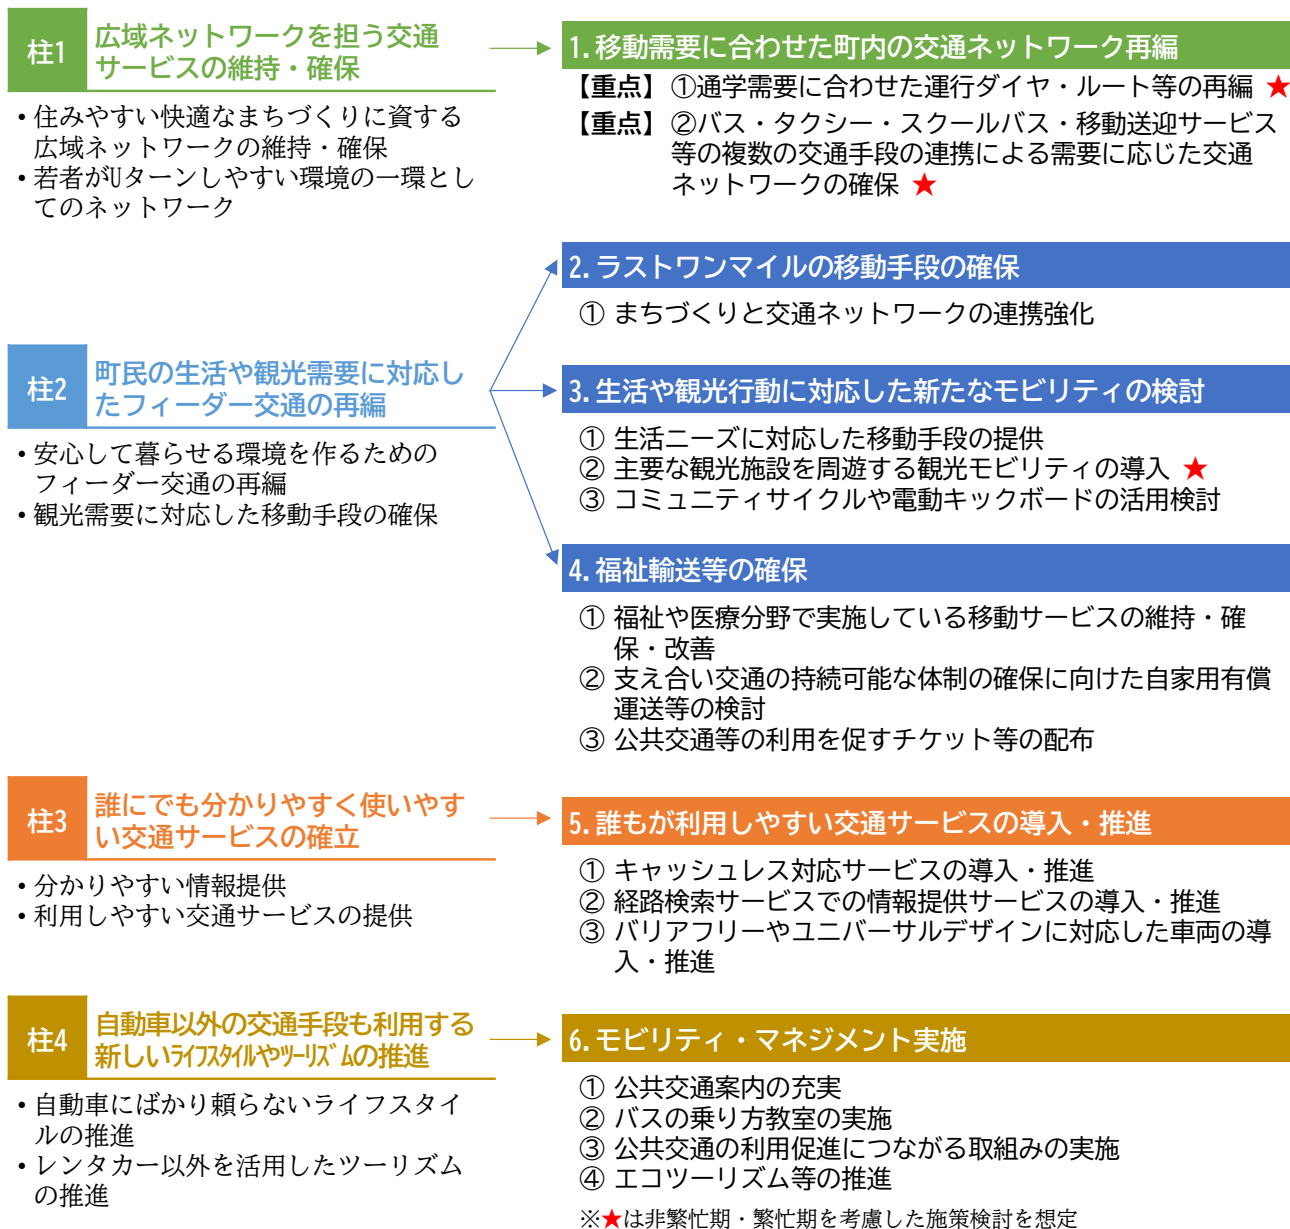 柱1
広域ネットワークを担う交通
サービスの維持・確保
・住みやすい快適なまちづくりに資する
広域ネットワークの維持・確保
・若者がUターンしやすい環境の一環とし
てのネットワーク
1.移動需要に合わせた町内の交通ネットワーク再編
【重点】①通学需要に合わせた運行ダイヤ・ルート等の再編 ★
【重点】②バス・タクシー・スクールバス・移動送迎サービス
等の複数の交通手段の連携による需要に応じた交通
ネットワークの確保 ★
柱2
町民の生活や観光需要に対応し
たフィーダー交通の再編
・安心して暮らせる環境を作るための
フィーダー交通の再編
・観光需要に対応した移動手段の確保
2.ラストワンマイルの移動手段の確保
① まちづくりと交通ネットワークの連携強化
3.生活や観光行動に対応した新たなモビリティの検討
① 生活ニーズに対応した移動手段の提供
② 主要な観光施設を周遊する観光モビリティの導入 ★
③ コミュニティサイクルや電動キックボードの活用検討
4.福祉輸送等の確保
① 福祉や医療分野で実施している移動サービスの維持・確
保・改善
② 支え合い交通の持続可能な体制の確保に向けた自家用有償
運送等の検討
③ 公共交通等の利用を促すチケット等の配布
柱3
誰にでも分かりやすく使いやす
い交通サービスの確立
・分かりやすい情報提供
・利用しやすい交通サービスの提供
5.誰もが利用しやすい交通サービスの導入・推進
① キャッシュレス対応サービスの導入・推進
② 経路検索サービスでの情報提供サービスの導入・推進
③ バリアフリーやユニバーサルデザインに対応した車両の導
入・推進
柱4
自動車以外の交通手段も利用する
新しいﾗｲﾌｽﾀｲﾙやﾂｰﾘｽﾞﾑの推進
・自動車にばかり頼らないライフスタイ
ルの推進
・レンタカー以外を活用したツーリズム
の推進
6.モビリティ・マネジメント実施
① 公共交通案内の充実
② バスの乗り方教室の実施
③ 公共交通の利用促進につながる取組みの実施
④ エコツーリズム等の推進
※★は非繁忙期・繁忙期を考慮した施策検討を想定